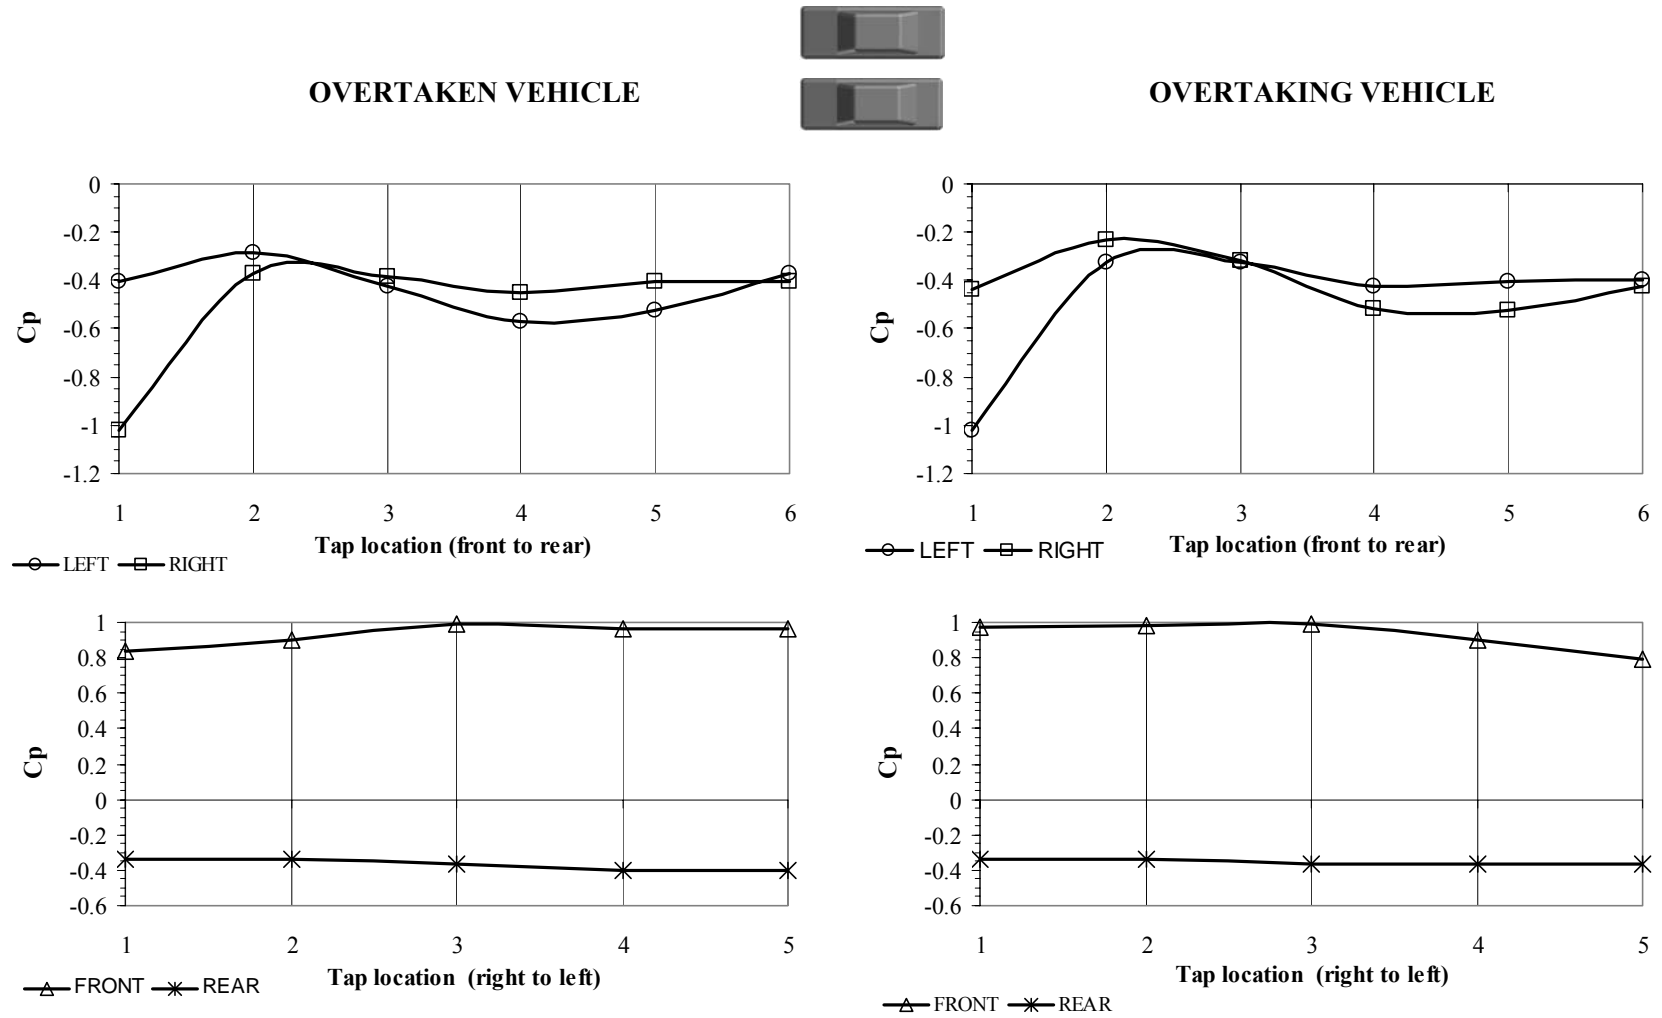 OVERTAKEN VEHICLE
OVERTAKING VEHICLE
0
-0.2
-0.4
-0.6
-0.8
-1
-1.2
Cp
1 2 3 4 5 6
Tap location (front to rear)
LEFT RIGHT
0
-0.2
-0.4
-0.6
-0.8
-1
-1.2
Cp
1 2 3 4 5 6
Tap location (front to rear)
LEFT RIGHT
1
0.8
0.6
0.4
0.2
0
-0.2
-0.4
-0.6
Cp
1 2 3 4 5
Tap location (right to left)
FRONT REAR
1
0.8
0.6
0.4
0.2
0
-0.2
-0.4
-0.6
Cp
1 2 3 4 5
Tap location (right to left)
FRONT REAR